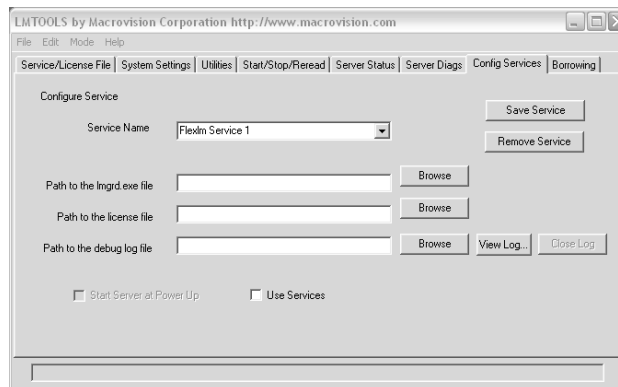 LMTOOLS by Macrovision Corporation http://www.macrovision.com
File Edit Mode Help
Service/License File System Settings Utilities Start/Stop/Reread Server Status Server Diags Config Services Borrowing
Configure Service
Save Service
Service Name Flexlm Service 1
Remove Service
Path to the lmgrd.exe file Browse
Path to the license file Browse
Path to the debug log file Browse View Log... Close Log
Start Server at Power Up Use Services